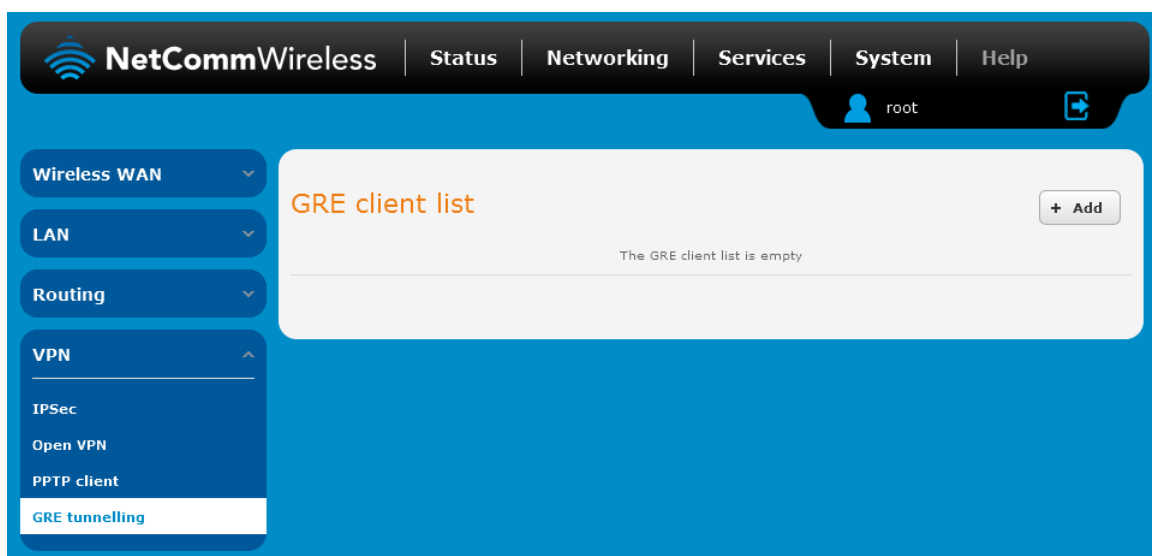 NetCommWireless Status Networking Services System Help
root
Wireless WAN
LAN
Routing
VPN
IPSec
Open VPN
PPTP client
GRE tunnelling
GRE client list
+ Add
The GRE client list is empty